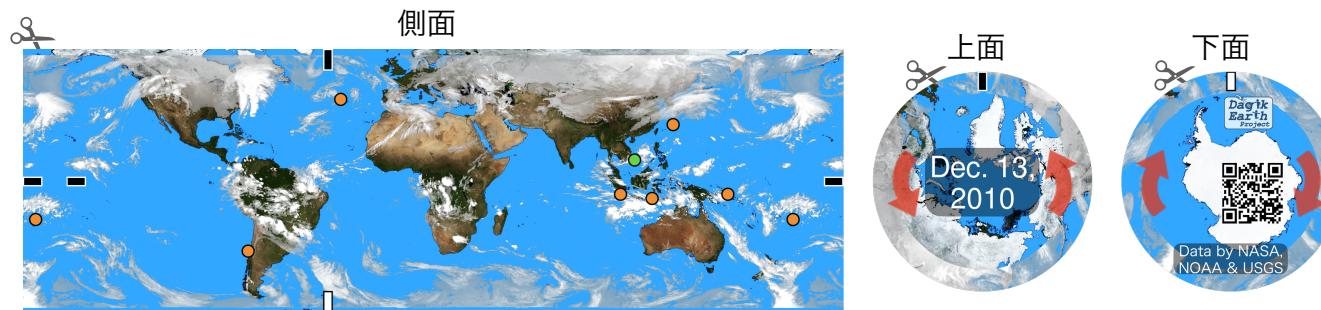 側面
上面
下面
Dagik
Earth
Project
Dec. 13,
2010
Data by NASA,
NOAA & USGS